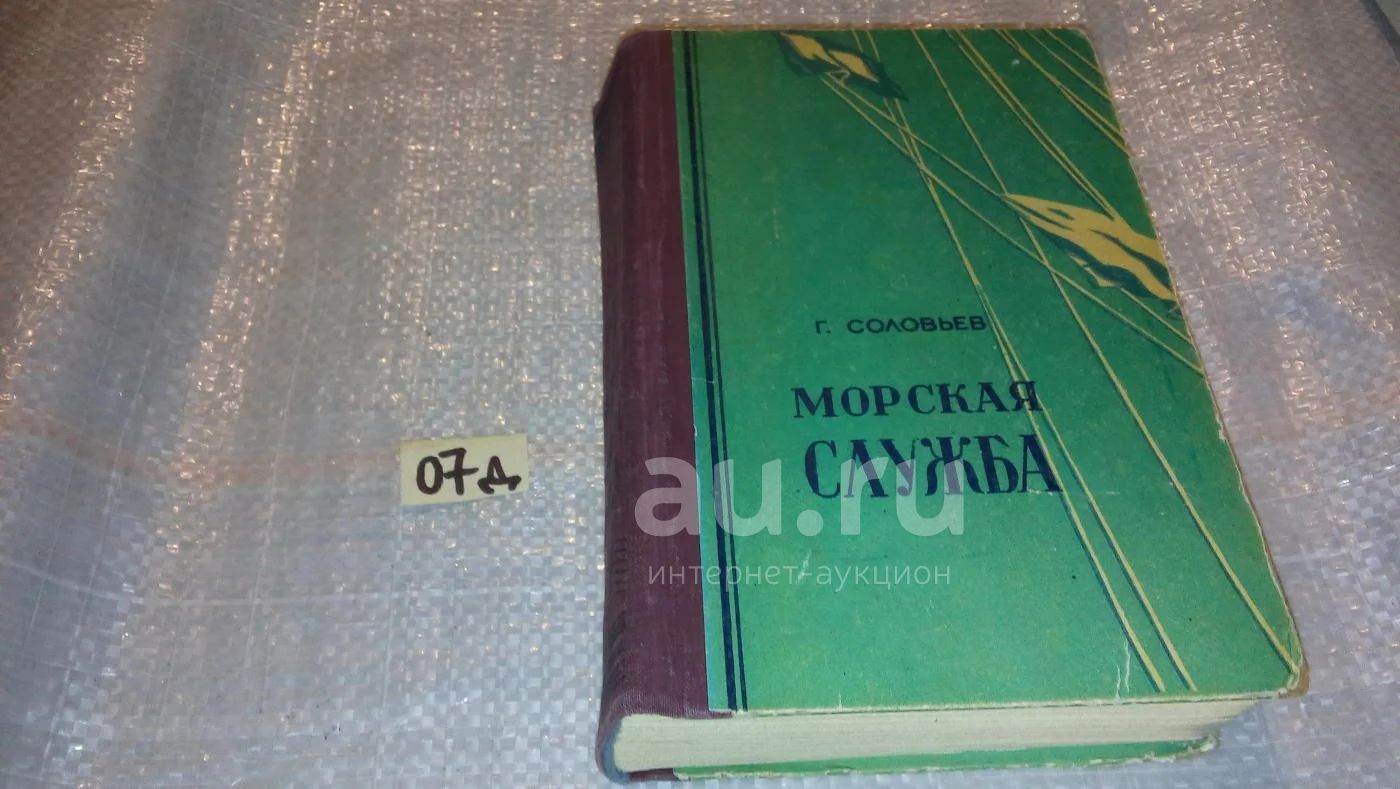 Г. СОЛОВЬЕВ
МОРСКАЯ
СЛУЖБА
07д
au.ru
интернет-аукцион